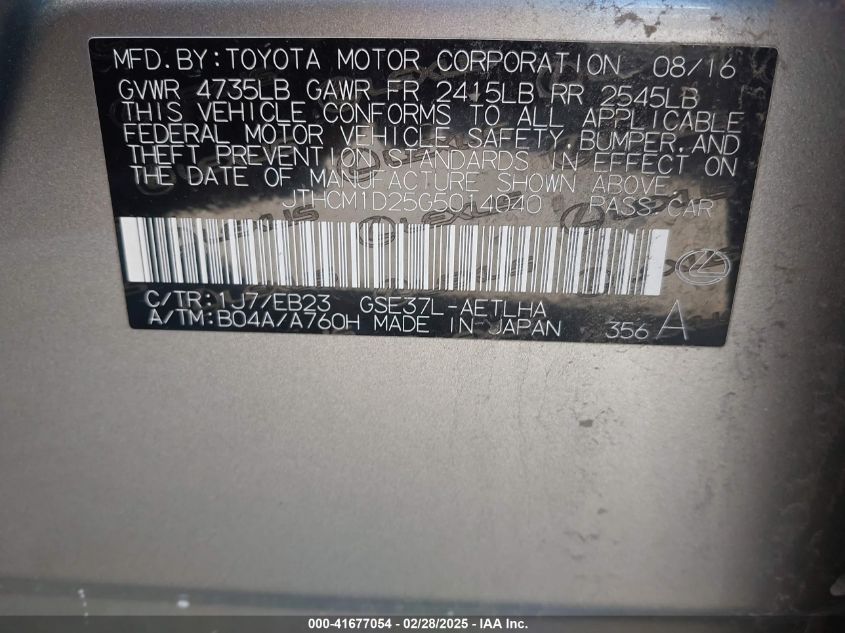 MFD.BY:TOYOTA MOTOR CORPORATION 08/16
GVWR 4735LB GAWR FR 2415LB RR 2545LB
THIS VEHICLE CONFORMS TO ALL APPLICABLE
FEDERAL MOTOR VEHICLE SAFETY, BUMPER,AND
THEFT PREVENTION STANDARDS IN EFFECT ON
THE DATE OF MANUFACTURE SHOWN ABOVE.
JTHCM1D25G5014040 PASS.CAR
C/TR:1J7/EB23 GSE37L-AETLHA
A/TM:B04A/A760H MADE IN JAPAN 356 A
000-41677054 - 02/28/2025 - IAA Inc.